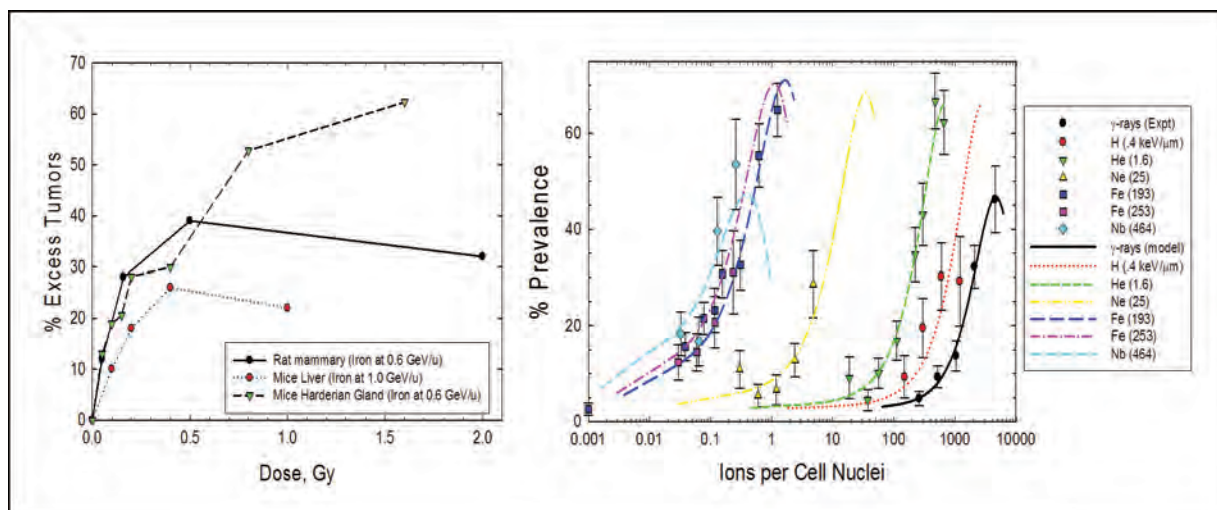 70
60
50
40
30
20
10
0
% Excess Tumors
0.0 0.5 1.0 1.5 2.0
Dose, Gy
Rat mammary (Iron at 0.6 GeV/u)
Mice Liver (Iron at 1.0 GeV/u)
Mice Harderian Gland (Iron at 0.6 GeV/u)
60
40
20
0
% Prevalence
0.001 0.01 0.1 1 10 100 1000 10000
Ions per Cell Nuclei
γ-rays (Expt)
H (.4 keV/μm)
He (1.6)
Ne (25)
Fe (193)
Fe (253)
Nb (464)
γ-rays (model)
H (.4 keV/μm)
He (1.6)
Ne (25)
Fe (193)
Fe (253)
Nb (464)